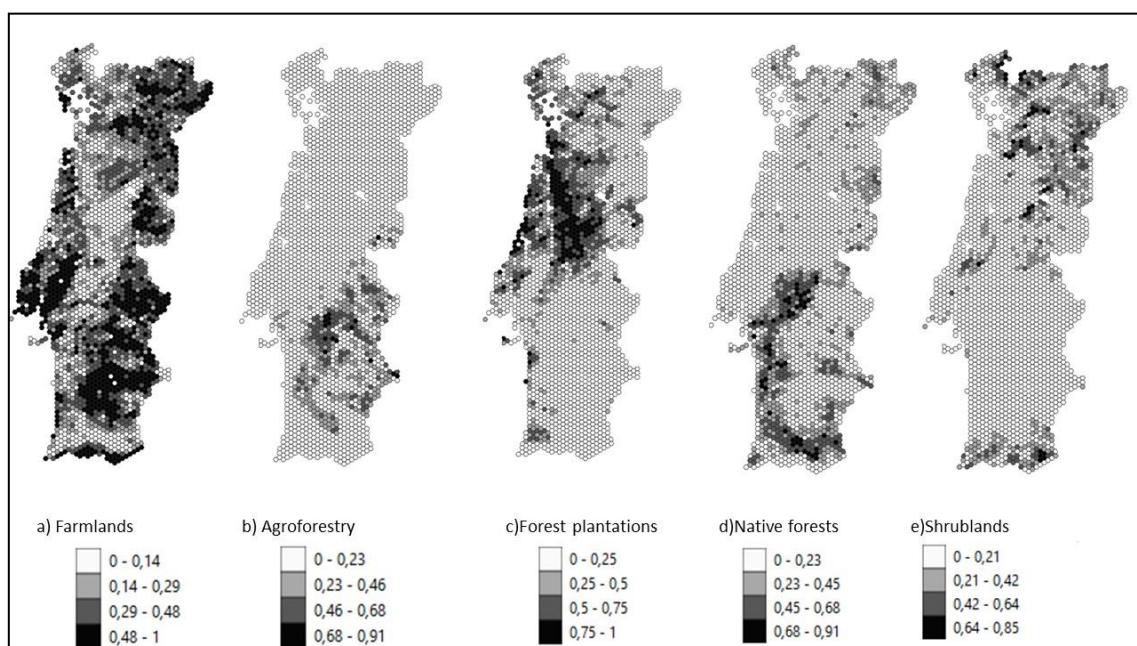 a) Farmlands
0 - 0,14
0,14 - 0,29
0,29 - 0,48
0,48 - 1
b) Agroforestry
0 - 0,23
0,23 - 0,46
0,46 - 0,68
0,68 - 0,91
c)Forest plantations
0 - 0,25
0,25 - 0,5
0,5 - 0,75
0,75 - 1
d)Native forests
0 - 0,23
0,23 - 0,45
0,45 - 0,68
0,68 - 0,91
e)Shrublands
0 - 0,21
0,21 - 0,42
0,42 - 0,64
0,64 - 0,85